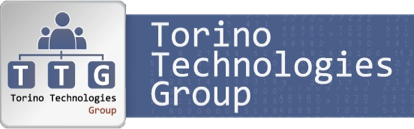 T T G
Torino Technologies
Group
Torino
Technologies
Group